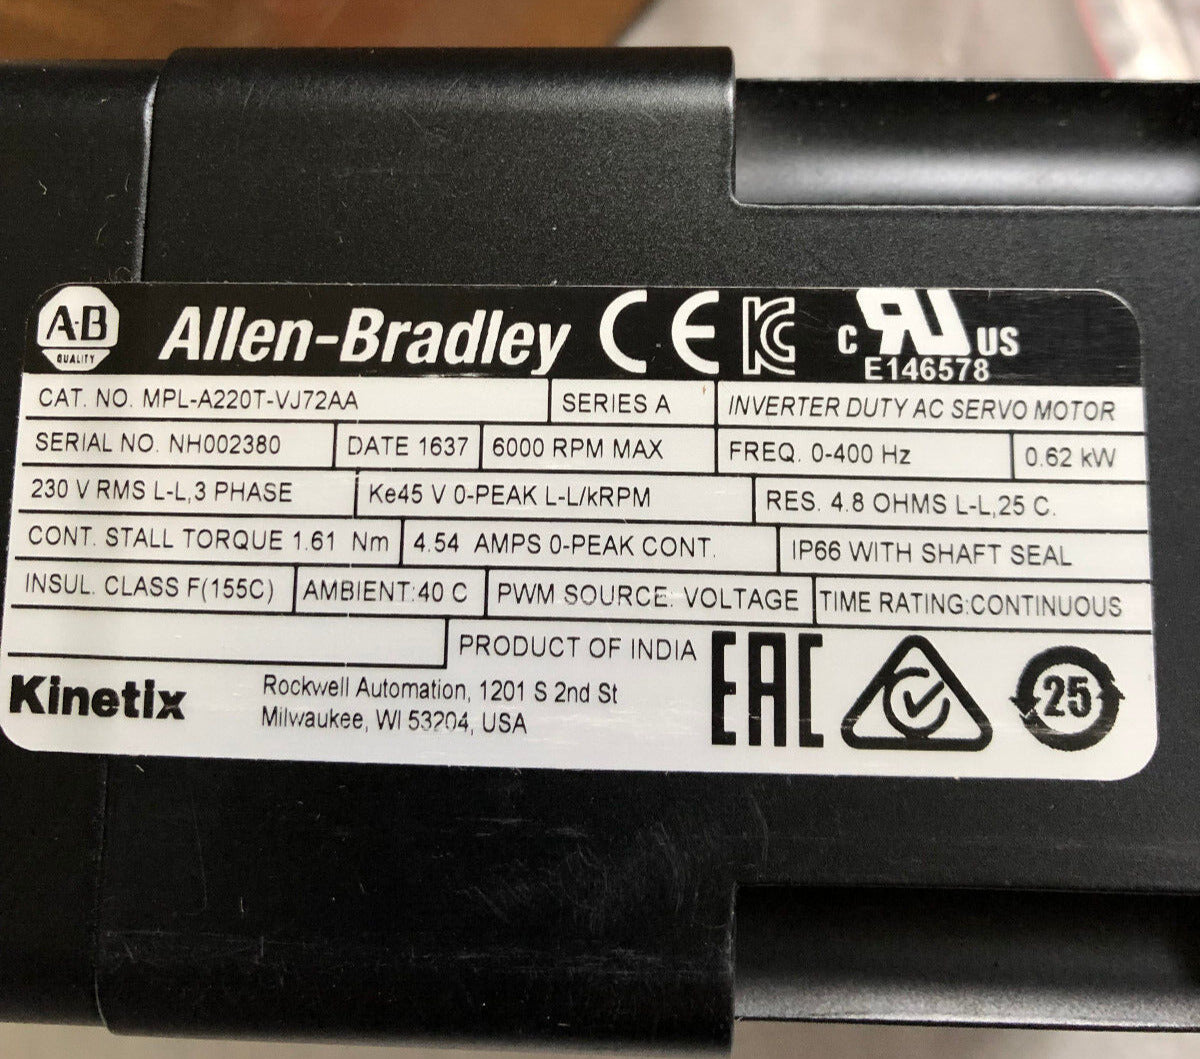 A·B QUALITY Allen-Bradley CE KC c RU US
E146578
CAT. NO. MPL-A220T-VJ72AA SERIES A INVERTER DUTY AC SERVO MOTOR
SERIAL NO. NH002380 DATE 1637 6000 RPM MAX FREQ. 0-400 Hz 0.62 kW
230 V RMS L-L,3 PHASE Ke45 V 0-PEAK L-L/kRPM RES. 4.8 OHMS L-L,25 C.
CONT. STALL TORQUE 1.61 Nm 4.54 AMPS 0-PEAK CONT. IP66 WITH SHAFT SEAL
INSUL. CLASS F(155C) AMBIENT:40 C PWM SOURCE. VOLTAGE TIME RATING:CONTINUOUS
PRODUCT OF INDIA EAC 25
Kinetix Rockwell Automation, 1201 S 2nd St
Milwaukee, WI 53204, USA